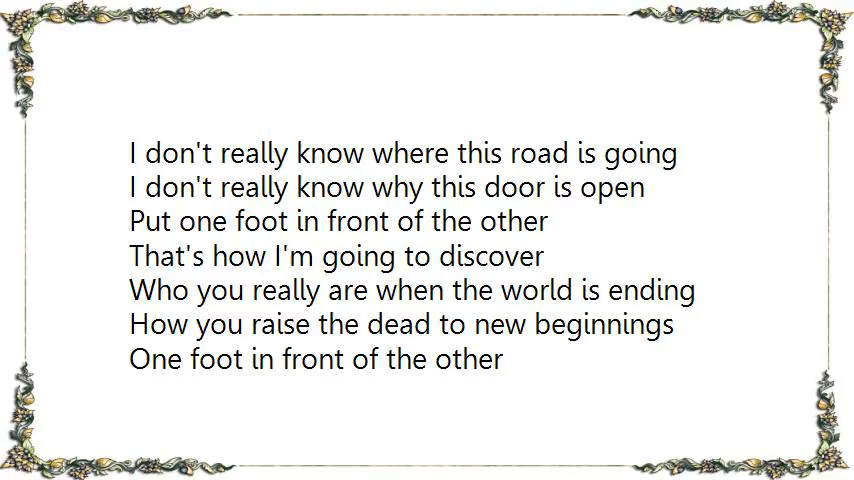 I don't really know where this road is going
I don't really know why this door is open
Put one foot in front of the other
That's how I'm going to discover
Who you really are when the world is ending
How you raise the dead to new beginnings
One foot in front of the other